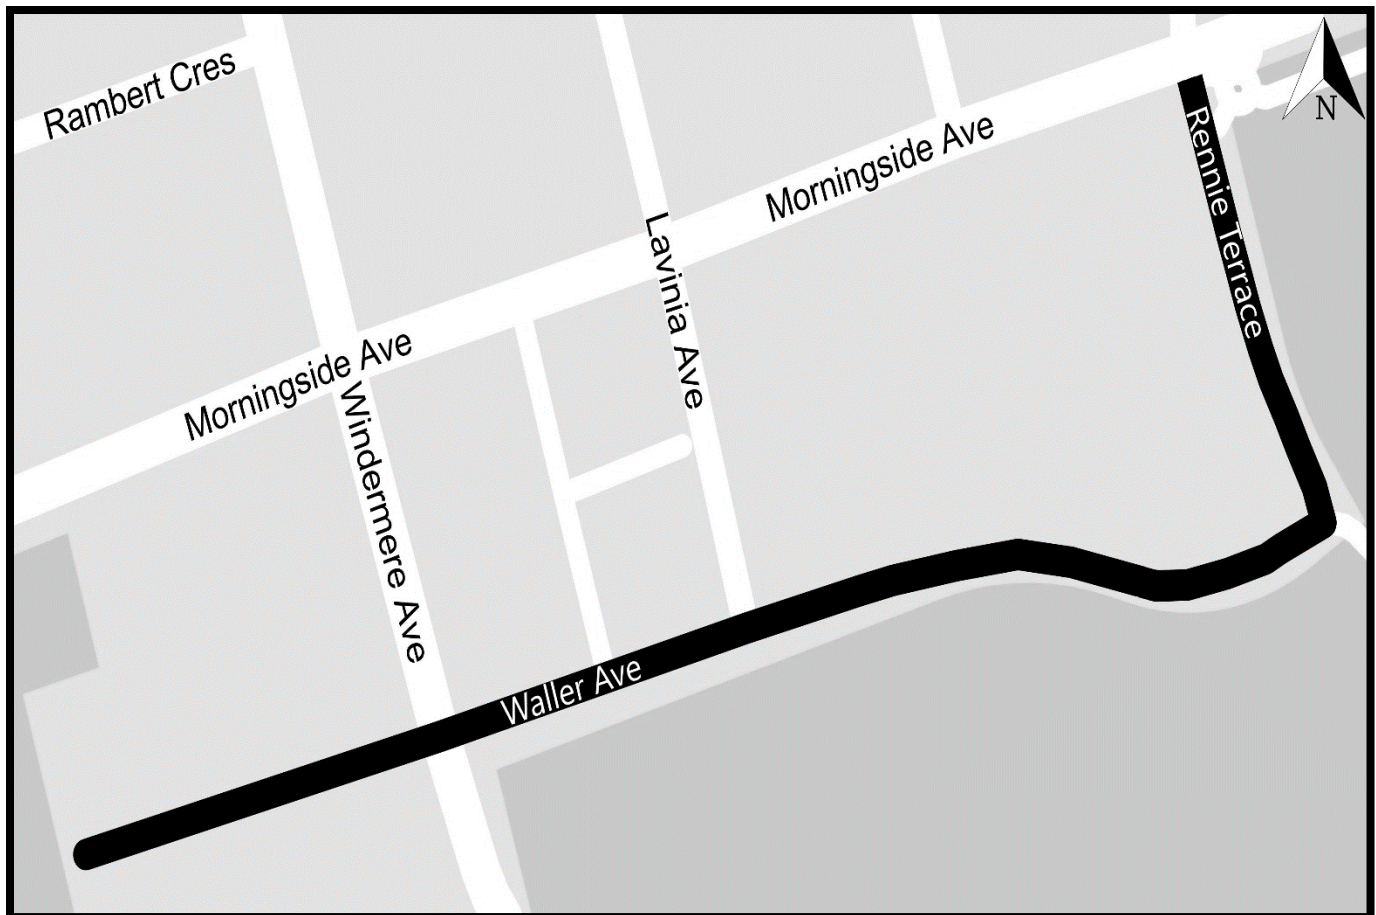 Rambert Cres
N
Rennie Terrace
Morningside Ave
Lavinia Ave
Morningside Ave
Windermere Ave
Waller Ave